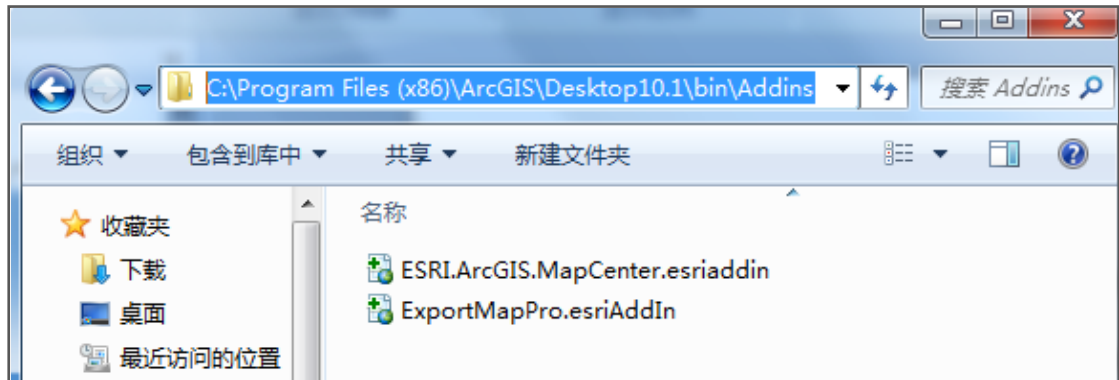 C:\Program Files (x86)\ArcGIS\Desktop10.1\bin\Addins 搜索 Addins
组织 包含到库中 共享 新建文件夹
收藏夹
下载
桌面
最近访问的位置
名称
ESRI.ArcGIS.MapCenter.esriaddin
ExportMapPro.esriAddIn